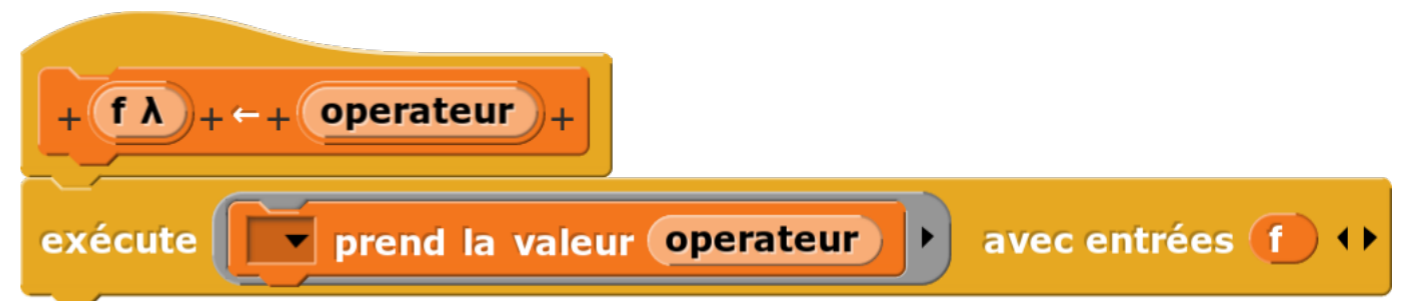 + f λ + ← + operateur +
exécute prend la valeur operateur avec entrées f